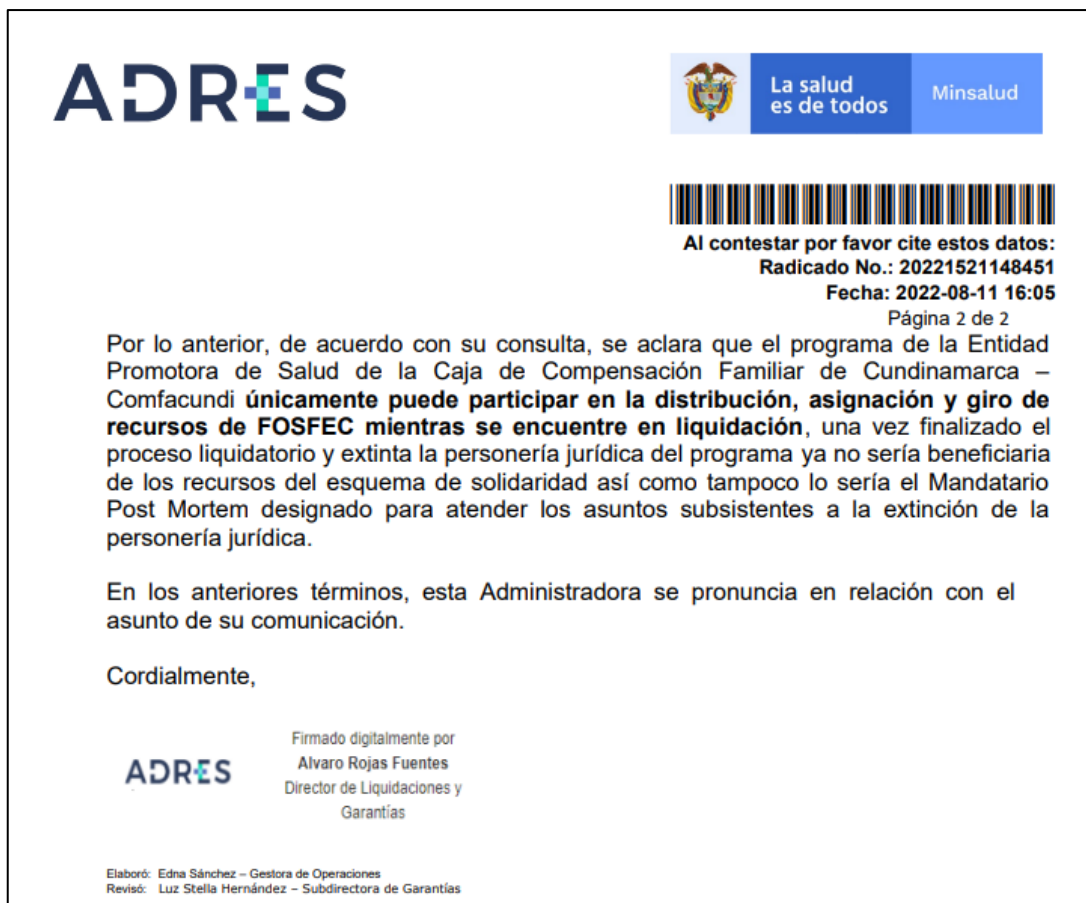 ADRES
La salud
es de todos
Minsalud
Al contestar por favor cite estos datos:
Radicado No.: 20221521148451
Fecha: 2022-08-11 16:05
Página 2 de 2
Por lo anterior, de acuerdo con su consulta, se aclara que el programa de la Entidad
Promotora de Salud de la Caja de Compensación Familiar de Cundinamarca –
Comfacundi únicamente puede participar en la distribución, asignación y giro de
recursos de FOSFEC mientras se encuentre en liquidación, una vez finalizado el
proceso liquidatorio y extinta la personería jurídica del programa ya no sería beneficiaria
de los recursos del esquema de solidaridad así como tampoco lo sería el Mandatario
Post Mortem designado para atender los asuntos subsistentes a la extinción de la
personería jurídica.
En los anteriores términos, esta Administradora se pronuncia en relación con el
asunto de su comunicación.
Cordialmente,
ADRES
Firmado digitalmente por
Alvaro Rojas Fuentes
Director de Liquidaciones y
Garantías
Elaboró: Edna Sánchez – Gestora de Operaciones
Revisó: Luz Stella Hernández – Subdirectora de Garantías